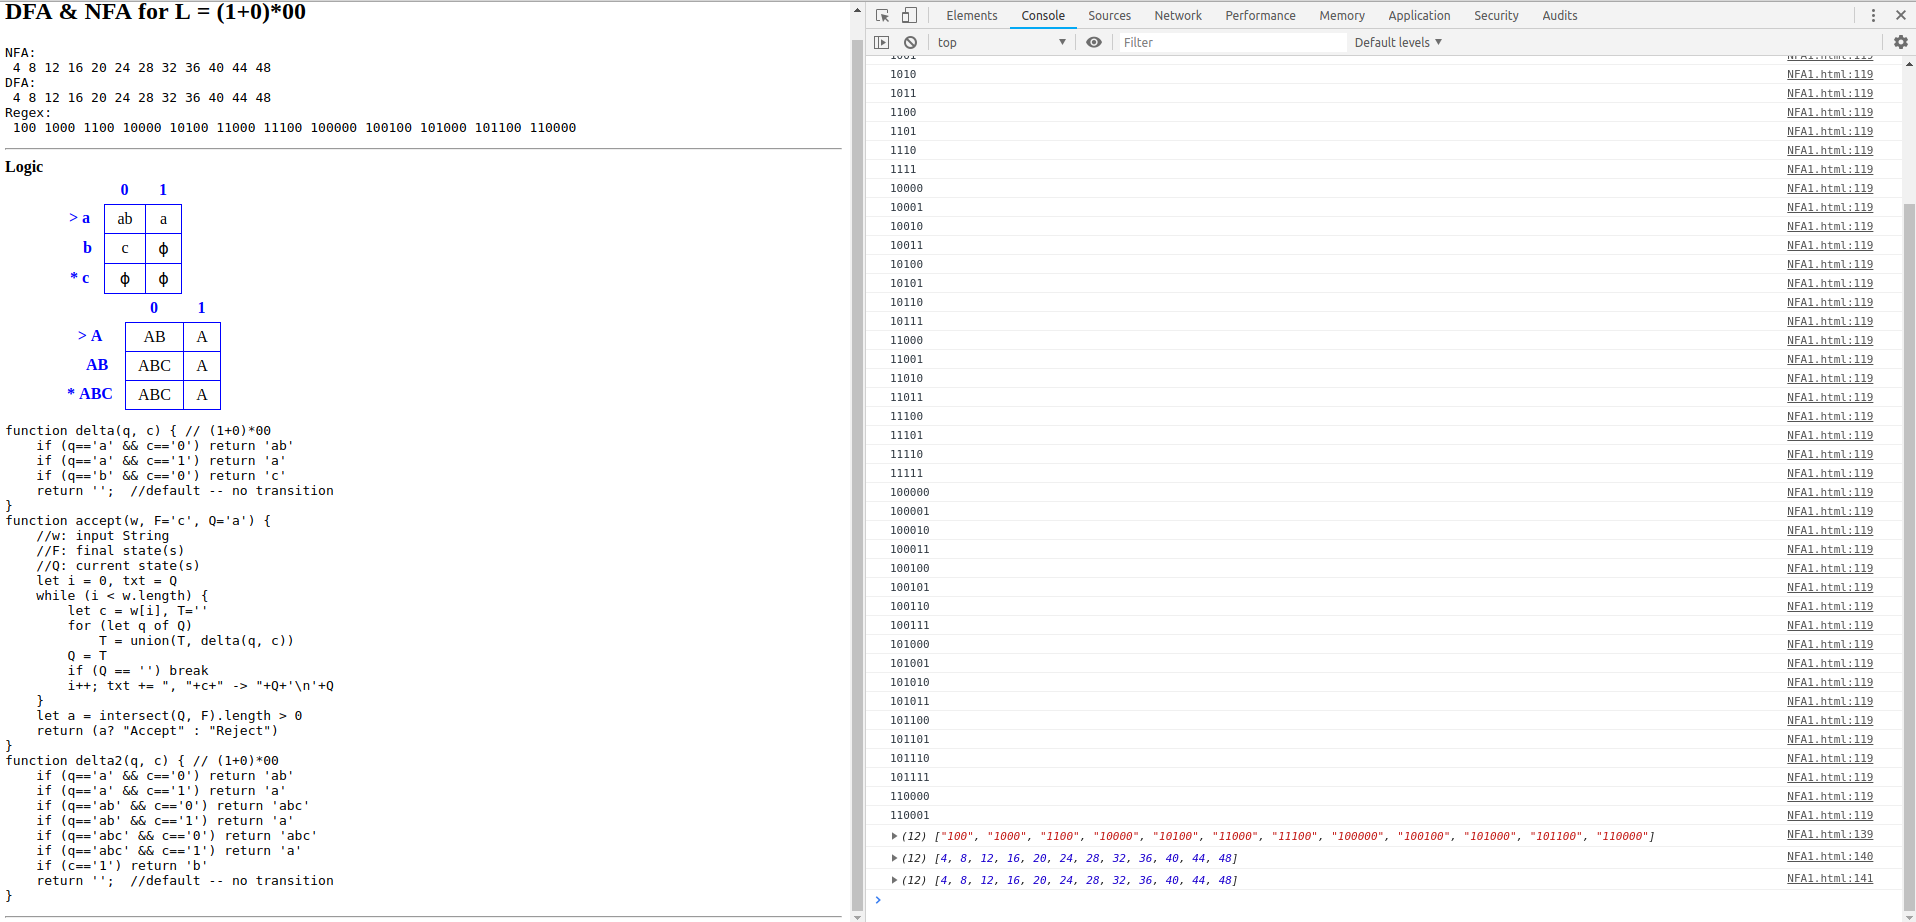 DFA & NFA for L = (1+0)*00
NFA:
 4 8 12 16 20 24 28 32 36 40 44 48
DFA:
 4 8 12 16 20 24 28 32 36 40 44 48
Regex:
 100 1000 1100 10000 10100 11000 11100 100000 100100 101000 101100 110000
Logic
0 1
> a ab a
b c ϕ
* c ϕ ϕ
0 1
> A AB A
AB ABC A
* ABC ABC A
function delta(q, c) { // (1+0)*00
    if (q=='a' && c=='0') return 'ab'
    if (q=='a' && c=='1') return 'a'
    if (q=='b' && c=='0') return 'c'
    return '';  //default -- no transition
}
function accept(w, F='c', Q='a') {
    //w: input String
    //F: final state(s)
    //Q: current state(s)
    let i = 0, txt = Q
    while (i < w.length) {
        let c = w[i], T=''
        for (let q of Q)
            T = union(T, delta(q, c))
        Q = T
        if (Q == '') break
        i++; txt += ", "+c+" -> "+Q+'\n'+Q
    }
    let a = intersect(Q, F).length > 0
    return (a? "Accept" : "Reject")
}
function delta2(q, c) { // (1+0)*00
    if (q=='a' && c=='0') return 'ab'
    if (q=='a' && c=='1') return 'a'
    if (q=='ab' && c=='0') return 'abc'
    if (q=='ab' && c=='1') return 'a'
    if (q=='abc' && c=='0') return 'abc'
    if (q=='abc' && c=='1') return 'a'
    if (c=='1') return 'b'
    return '';  //default -- no transition
}
Elements Console Sources Network Performance Memory Application Security Audits
top Filter Default levels
1001 NFA1.html:119
1010 NFA1.html:119
1011 NFA1.html:119
1100 NFA1.html:119
1101 NFA1.html:119
1110 NFA1.html:119
1111 NFA1.html:119
10000 NFA1.html:119
10001 NFA1.html:119
10010 NFA1.html:119
10011 NFA1.html:119
10100 NFA1.html:119
10101 NFA1.html:119
10110 NFA1.html:119
10111 NFA1.html:119
11000 NFA1.html:119
11001 NFA1.html:119
11010 NFA1.html:119
11011 NFA1.html:119
11100 NFA1.html:119
11101 NFA1.html:119
11110 NFA1.html:119
11111 NFA1.html:119
100000 NFA1.html:119
100001 NFA1.html:119
100010 NFA1.html:119
100011 NFA1.html:119
100100 NFA1.html:119
100101 NFA1.html:119
100110 NFA1.html:119
100111 NFA1.html:119
101000 NFA1.html:119
101001 NFA1.html:119
101010 NFA1.html:119
101011 NFA1.html:119
101100 NFA1.html:119
101101 NFA1.html:119
101110 NFA1.html:119
101111 NFA1.html:119
110000 NFA1.html:119
110001 NFA1.html:119
(12) ["100", "1000", "1100", "10000", "10100", "11000", "11100", "100000", "100100", "101000", "101100", "110000"] NFA1.html:139
(12) [4, 8, 12, 16, 20, 24, 28, 32, 36, 40, 44, 48] NFA1.html:140
(12) [4, 8, 12, 16, 20, 24, 28, 32, 36, 40, 44, 48] NFA1.html:141